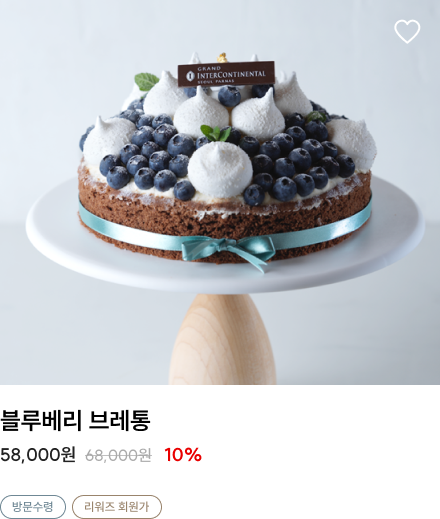 GRAND
INTERCONTINENTAL
SEOUL PARNAS
블루베리 브레통
58,000원 68,000원 10%
방문수령 리워즈 회원가